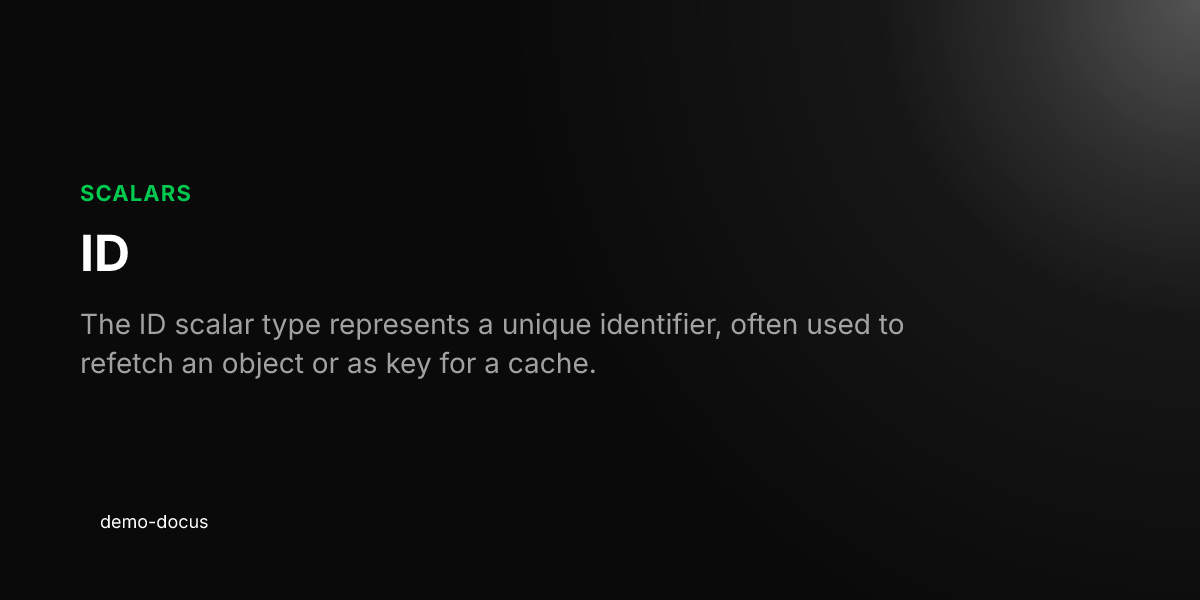 SCALARS
ID
The ID scalar type represents a unique identifier, often used to
refetch an object or as key for a cache.
demo-docus